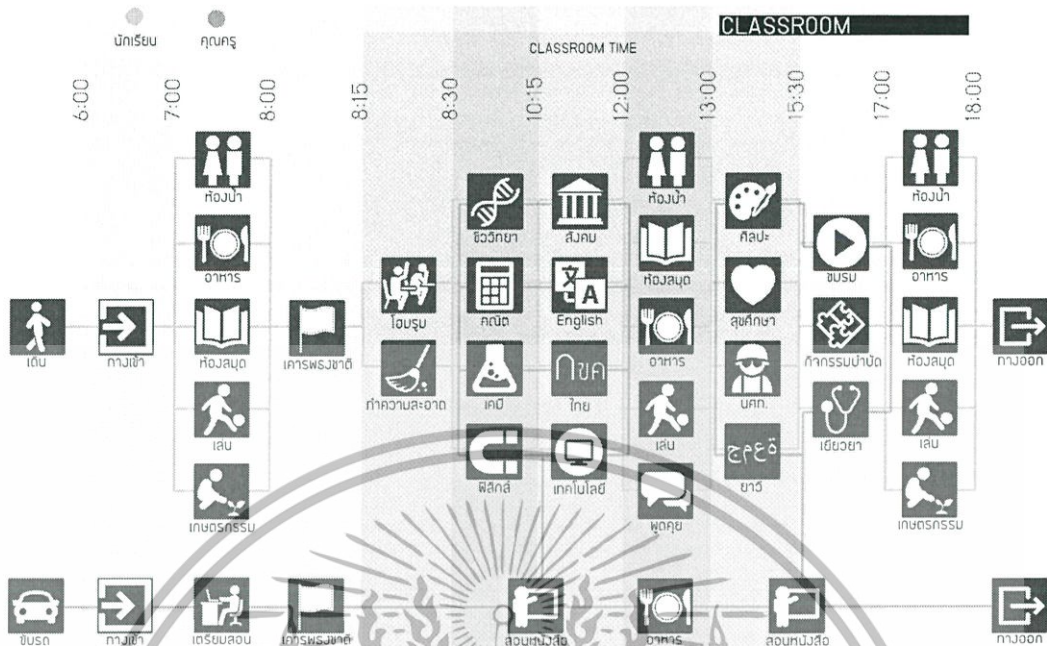 นักเรียน คุณครู
CLASSROOM
CLASSROOM TIME
6:00 7:00 8:00 8:15 8:30 10:15 12:00 13:00 15:30 17:00 18:00
ห้องน้ำ ห้องน้ำ ห้องน้ำ
ชีววิทยา สังคม ศิลปะ
อาหาร ห้องสมุด ชมรม อาหาร
โฮมรูม คณิต English สุขศึกษา
A
เดิน ทางเข้า ห้องสมุด เคารพธงชาติ อาหาร กิจกรรมบำบัด ห้องสมุด ทางออก
ทำความสะอาด เคมี กขค ไทย นศท.
เล่น เล่น เยียวยา เล่น
ฟิสิกส์ เทคโนโลยี ยาวี
เกษตรกรรม พูดคุย เกษตรกรรม
ขับรถ ทางเข้า เตรียมสอน เคารพธงชาติ สอนหนังสือ อาหาร สอนหนังสือ ทางออก